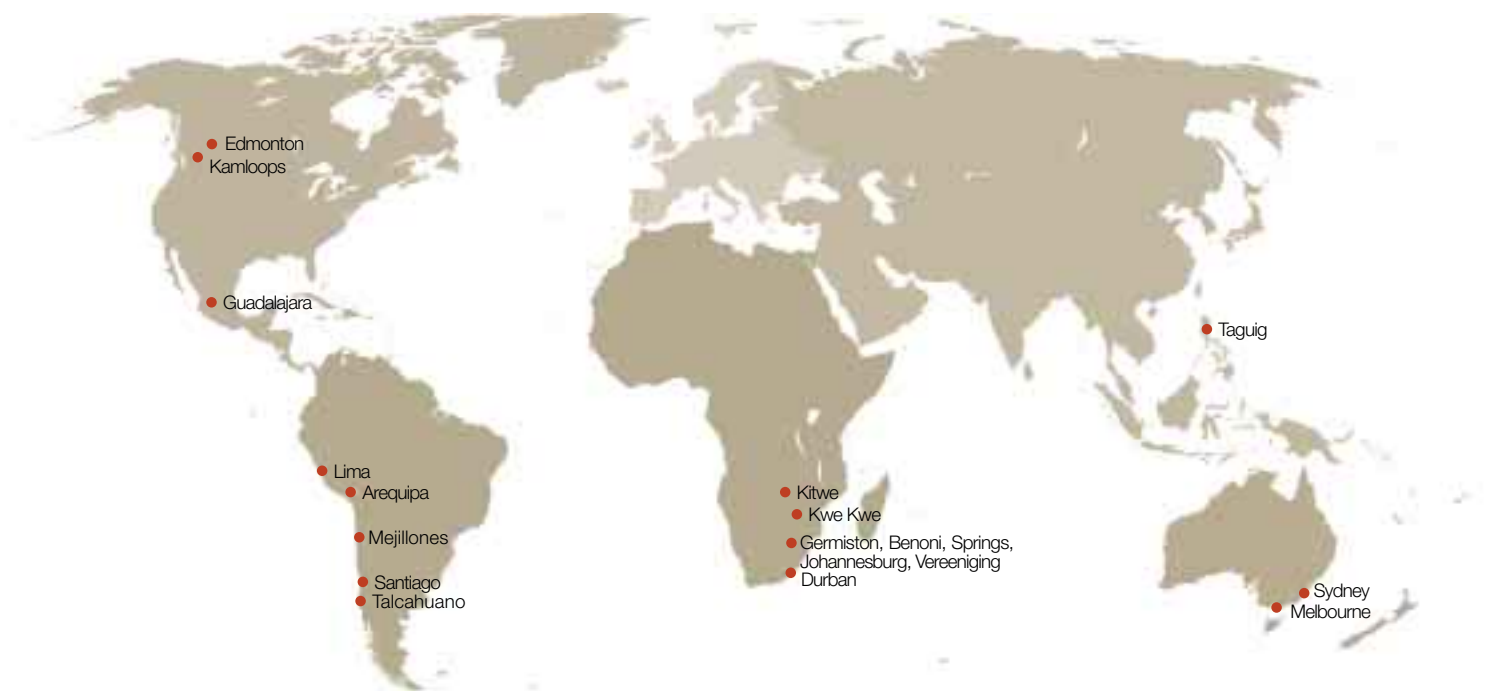 Edmonton
Kamloops
Guadalajara
Taguig
Lima
Arequipa
Kitwe
Kwe Kwe
Mejillones
Germiston, Benoni, Springs,
Johannesburg, Vereeniging
Durban
Santiago
Talcahuano
Sydney
Melbourne